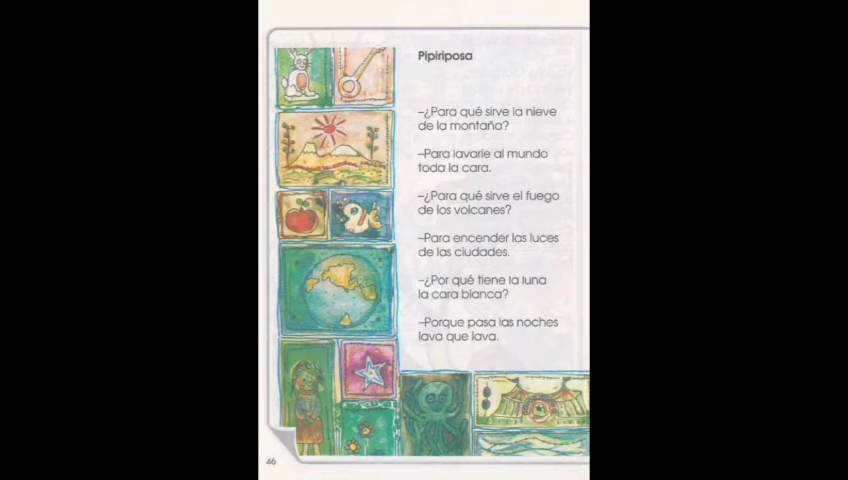 Pipiriposa
–¿Para qué sirve la nieve
de la montaña?
–Para lavarle al mundo
toda la cara.
–¿Para qué sirve el fuego
de los volcanes?
–Para encender las luces
de las ciudades.
–¿Por qué tiene la luna
la cara blanca?
–Porque pasa las noches
lava que lava.
46